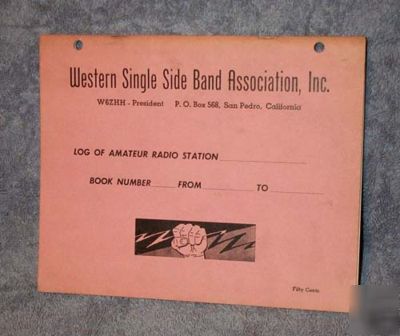 Western Single Side Band Association, Inc.
W6ZHH - President P. O. Box 568, San Pedro, California
LOG OF AMATEUR RADIO STATION
BOOK NUMBER FROM TO
Fifty Cents